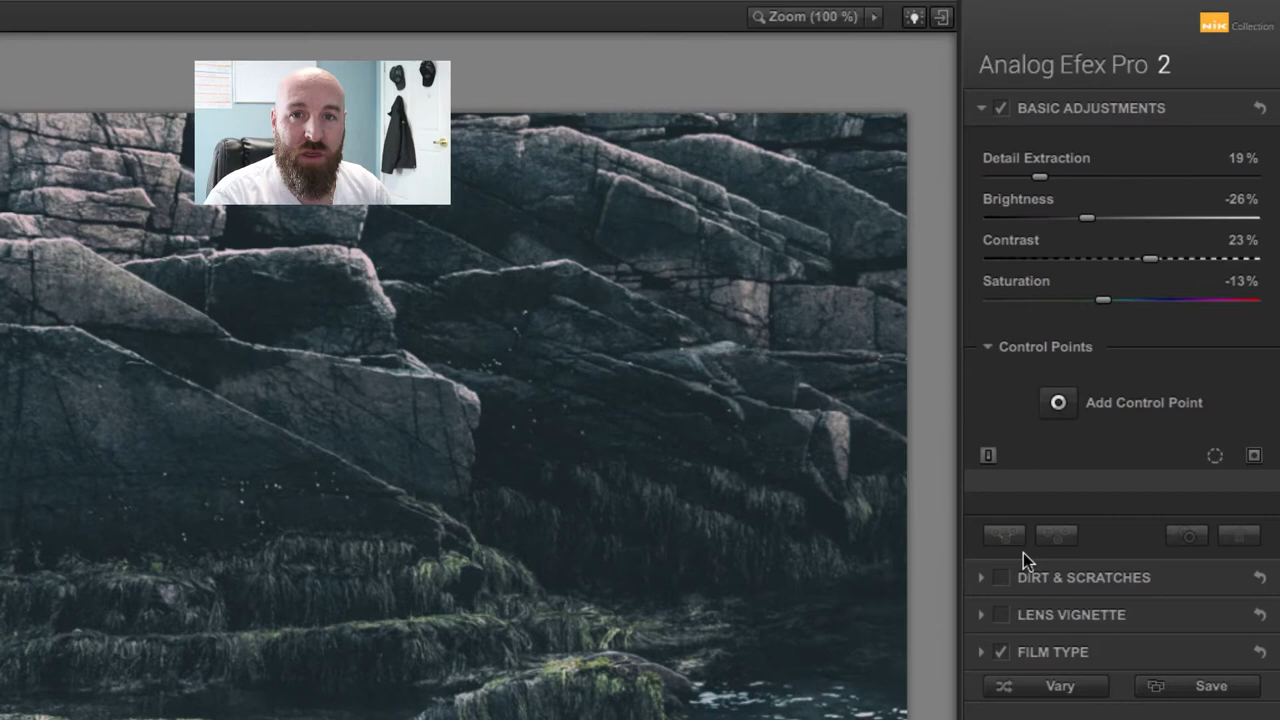 Zoom (100 %)
NIK Collection
Analog Efex Pro 2
BASIC ADJUSTMENTS
Detail Extraction 19 %
Brightness -26%
Contrast 23 %
Saturation -13%
Control Points
Add Control Point
DIRT & SCRATCHES
LENS VIGNETTE
FILM TYPE
Vary Save